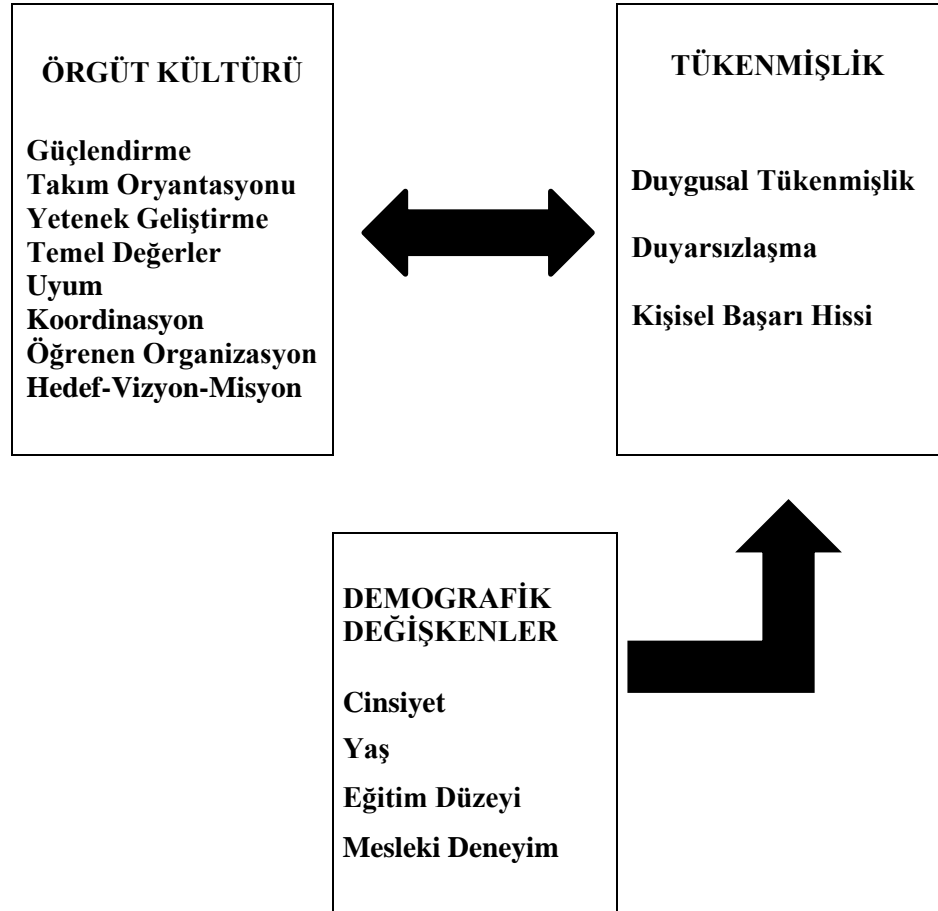 ÖRGÜT KÜLTÜRÜ
Güçlendirme
Takım Oryantasyonu
Yetenek Geliştirme
Temel Değerler
Uyum
Koordinasyon
Öğrenen Organizasyon
Hedef-Vizyon-Misyon
TÜKENMİŞLİK
Duygusal Tükenmişlik
Duyarsızlaşma
Kişisel Başarı Hissi
DEMOGRAFİK
DEĞİŞKENLER
Cinsiyet
Yaş
Eğitim Düzeyi
Mesleki Deneyim